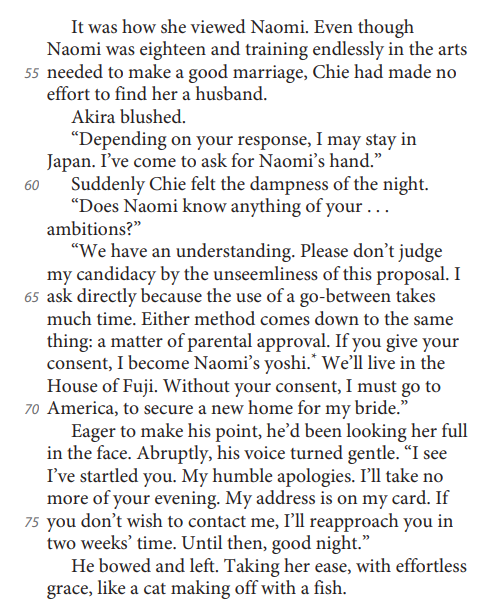 It was how she viewed Naomi. Even though
Naomi was eighteen and training endlessly in the arts
55 needed to make a good marriage, Chie had made no
effort to find her a husband.
Akira blushed.
“Depending on your response, I may stay in
Japan. I’ve come to ask for Naomi’s hand.”
60 Suddenly Chie felt the dampness of the night.
“Does Naomi know anything of your . . .
ambitions?”
“We have an understanding. Please don’t judge
my candidacy by the unseemliness of this proposal. I
65 ask directly because the use of a go-between takes
much time. Either method comes down to the same
thing: a matter of parental approval. If you give your
consent, I become Naomi’s yoshi.* We’ll live in the
House of Fuji. Without your consent, I must go to
70 America, to secure a new home for my bride.”
Eager to make his point, he’d been looking her full
in the face. Abruptly, his voice turned gentle. “I see
I’ve startled you. My humble apologies. I’ll take no
more of your evening. My address is on my card. If
75 you don’t wish to contact me, I’ll reapproach you in
two weeks’ time. Until then, good night.”
He bowed and left. Taking her ease, with effortless
grace, like a cat making off with a fish.